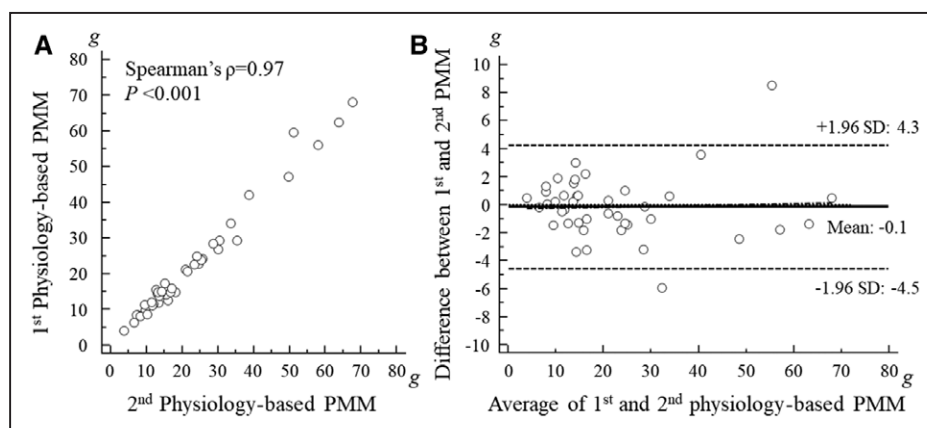 A
g
80
70
60
50
40
30
20
10
0
Spearman's ρ=0.97
P <0.001
1st Physiology-based PMM
0 10 20 30 40 50 60 70 80
g
2nd Physiology-based PMM
B
g
10
8
6
4
2
0
-2
-4
-6
-8
-10
Difference between 1st and 2nd PMM
+1.96 SD: 4.3
Mean: -0.1
-1.96 SD: -4.5
0 10 20 30 40 50 60 70 80
g
Average of 1st and 2nd physiology-based PMM